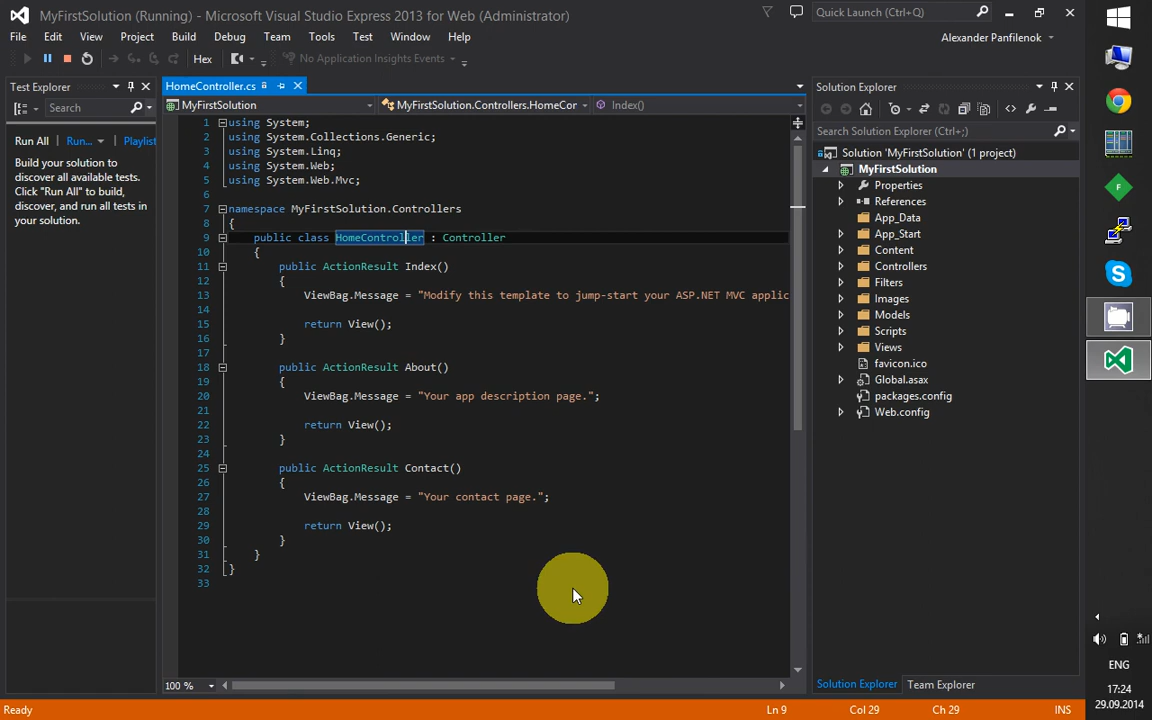 MyFirstSolution (Running) - Microsoft Visual Studio Express 2013 for Web (Administrator)
Quick Launch (Ctrl+Q)
File Edit View Project Build Debug Team Tools Test Window Help
Alexander Panfilenok
Hex
No Application Insights Events
Test Explorer
Search
Run All Run... Playlist
Build your solution to
discover all available tests.
Click "Run All" to build,
discover, and run all tests in
your solution.
HomeController.cs
MyFirstSolution
MyFirstSolution.Controllers.HomeCor
Index()
1 using System;
2 using System.Collections.Generic;
3 using System.Linq;
4 using System.Web;
5 using System.Web.Mvc;
6
7 namespace MyFirstSolution.Controllers
8 {
9 public class HomeController : Controller
10 {
11 public ActionResult Index()
12 {
13 ViewBag.Message = "Modify this template to jump-start your ASP.NET MVC applic
14
15 return View();
16 }
17
18 public ActionResult About()
19 {
20 ViewBag.Message = "Your app description page.";
21
22 return View();
23 }
24
25 public ActionResult Contact()
26 {
27 ViewBag.Message = "Your contact page.";
28
29 return View();
30 }
31 }
32 }
33
100 %
Solution Explorer
Search Solution Explorer (Ctrl+;)
Solution 'MyFirstSolution' (1 project)
MyFirstSolution
Properties
References
App_Data
App_Start
Content
Controllers
Filters
Images
Models
Scripts
Views
favicon.ico
Global.asax
packages.config
Web.config
Solution Explorer Team Explorer
Ready
Ln 9 Col 29 Ch 29 INS
ENG
17:24
29.09.2014